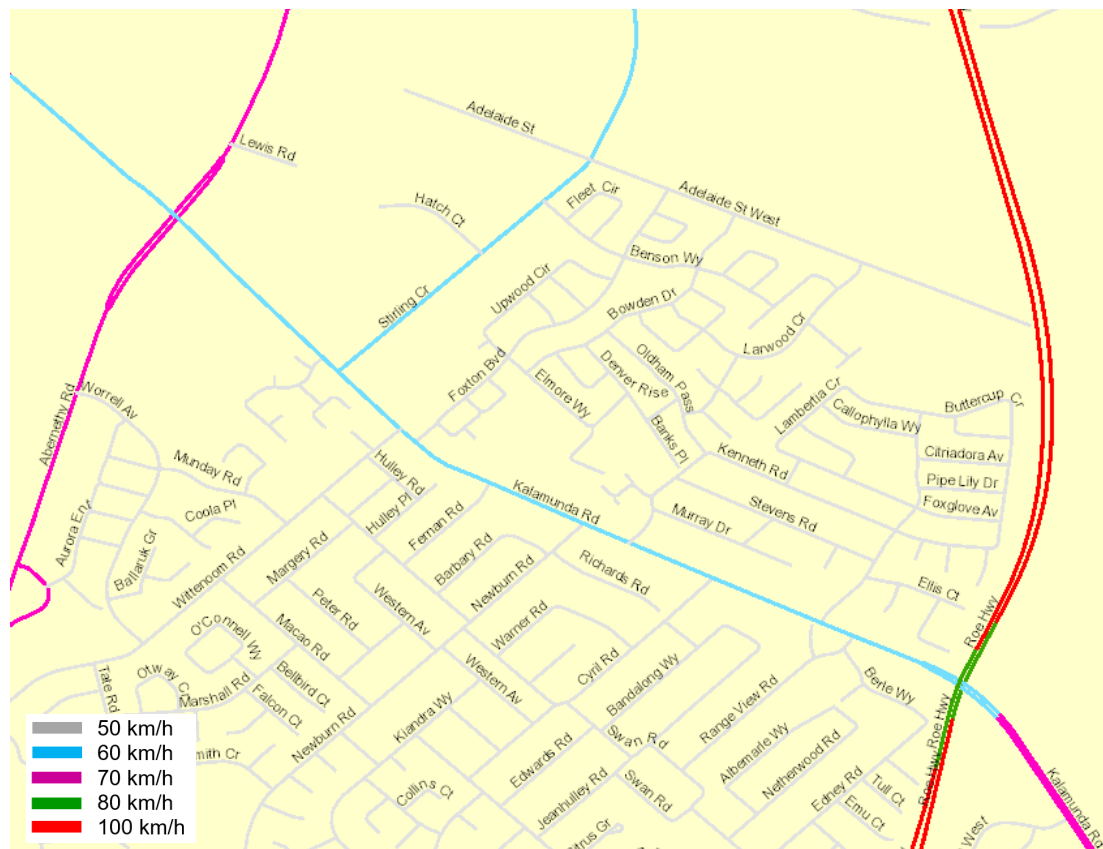 Adelaide St
Lewis Rd
Fleet Cir
Adelaide St West
Hatch Ct
Benson Wy
Upwood Cir
Bowden Dr
Stirling Cr
Larwood Cr
Oldham Pass
Foxton Bvd
Denver Rise
Elmore Wy
Lambertia Cr
Buttercup Cr
Callophylla Wy
Norrell Av
Abernethy Rd
Banks Pl
Citriadora Av
Munday Rd
Hulley Rd
Kenneth Rd
Pipe Lily Dr
Kalamunda Rd
Foxglove Av
Coola Pl
Hulley Pl
Fernan Rd
Murray Dr
Stevens Rd
Aurora Ent
Ballaruk Gr
Margery Rd
Barbary Rd
Wittenoom Rd
Newburn Rd
Richards Rd
Ellis Ct
Peter Rd
Western Av
Roe Hwy
O'Connell Wy
Macao Rd
Warner Rd
Otway C
Bellbird Ct
Western Av
Cyril Rd
Bandalong Wy
Berle Wy
Tate Rd
Marshall Rd
Falcon Ct
Range View Rd
Newburn Rd
Kiandra Wy
Swan Rd
Albemarle Wy
Roe Hwy
mith Cr
Edwards Rd
Netherwood Rd
Roe Hwy
Collins Ct
Jeanhulley Rd
Swan Rd
Edney Rd
Tull Ct
Emu Ct
Kalamunda Rd
Citrus Gr
West
50 km/h
60 km/h
70 km/h
80 km/h
100 km/h